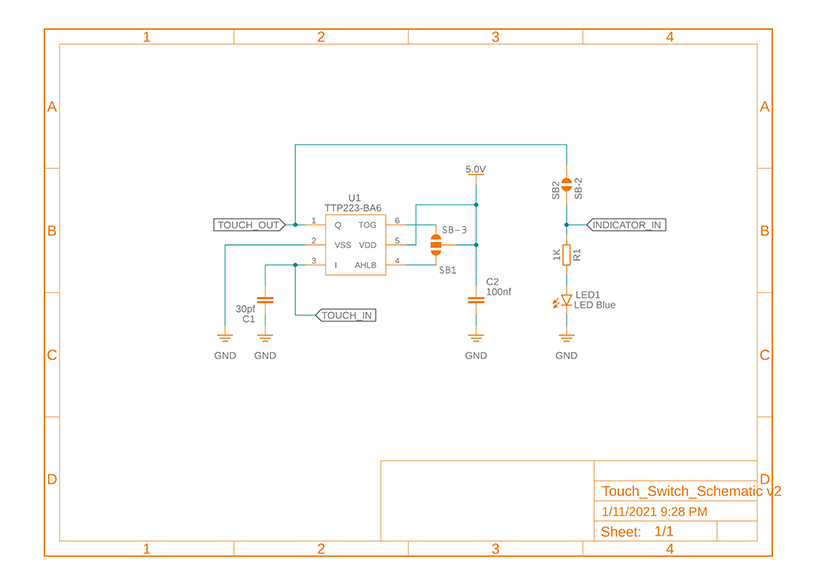 1 2 3 4
A A
5.0V
SB2
SB-2
U1
TTP223-BA6
TOUCH_OUT 1 Q TOG 6 SB-3 INDICATOR_IN
B B
2 VSS VDD 5
1K
R1
3 I AHLB 4 SB1
C2
100nf
LED1
LED Blue
30pf
C1
TOUCH_IN
C C
GND GND GND GND
D D
Touch_Switch_Schematic v2
1/11/2021 9:28 PM
Sheet: 1/1
1 2 3 4